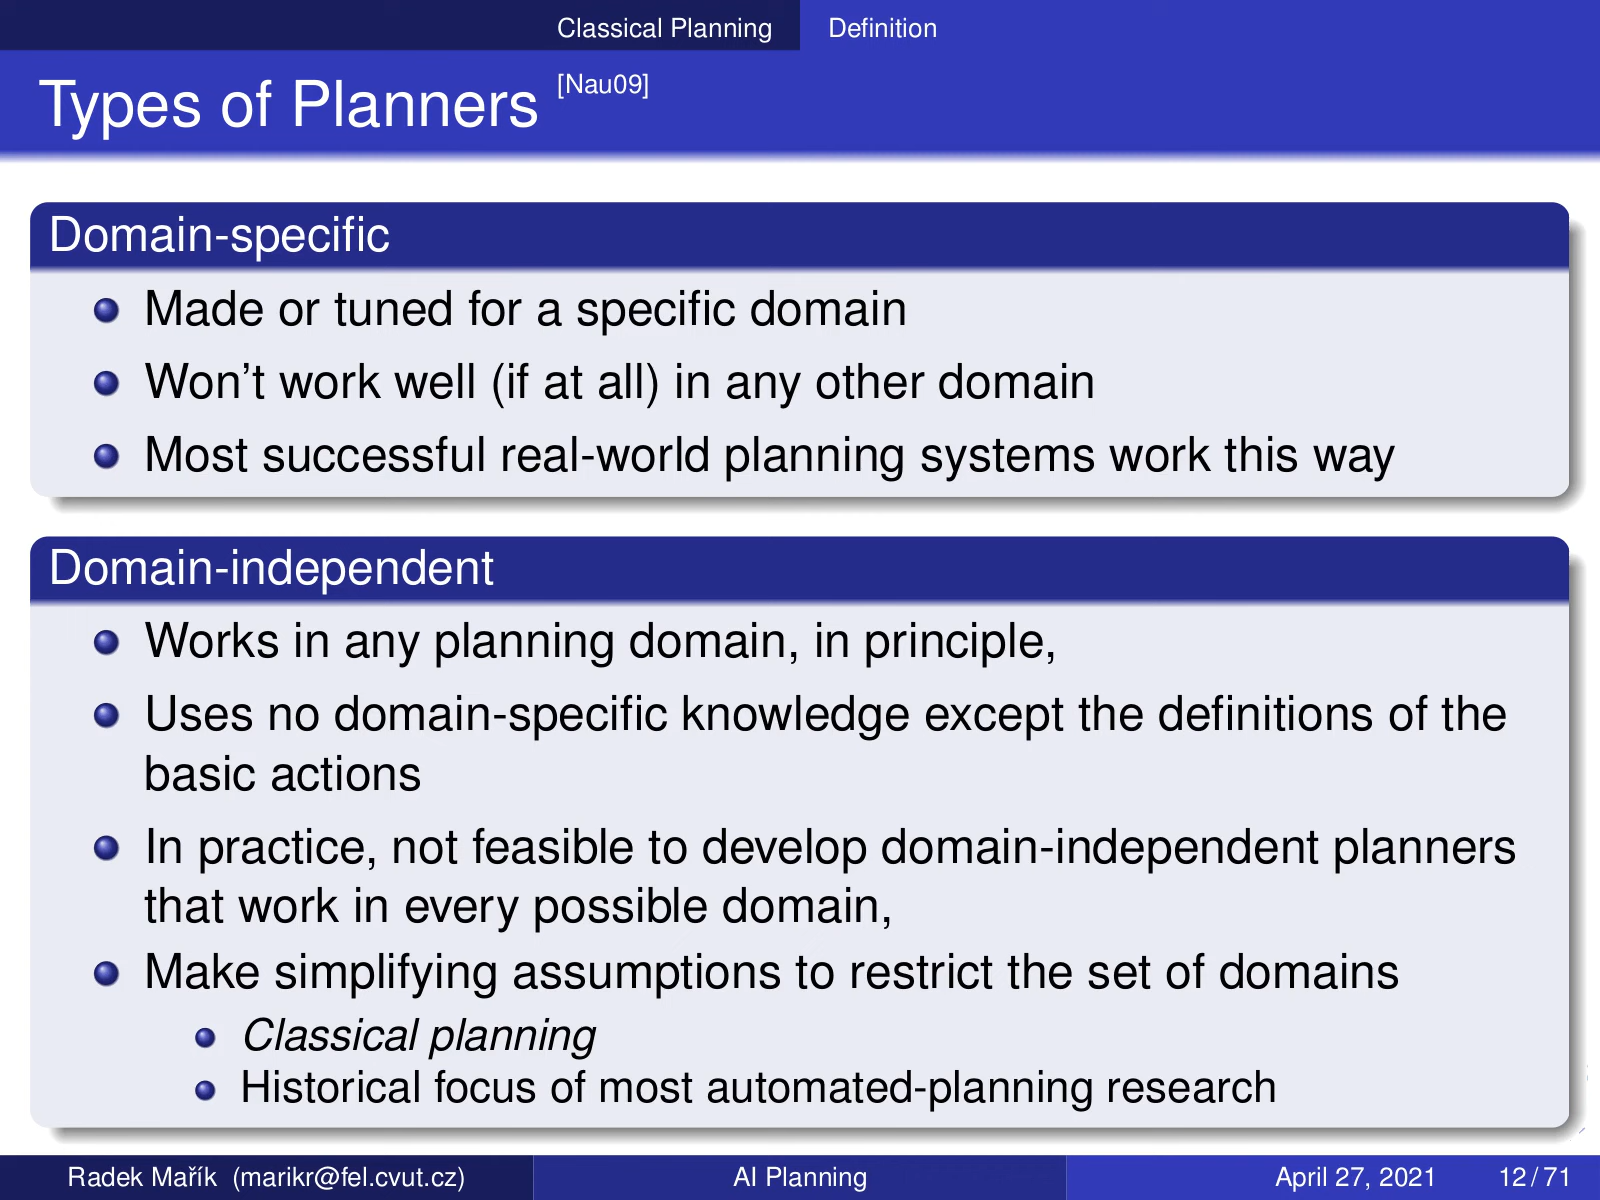 Classical Planning Definition
Types of Planners [Nau09]
Domain-specific
Made or tuned for a specific domain
Won't work well (if at all) in any other domain
Most successful real-world planning systems work this way
Domain-independent
Works in any planning domain, in principle,
Uses no domain-specific knowledge except the definitions of the
basic actions
In practice, not feasible to develop domain-independent planners
that work in every possible domain,
Make simplifying assumptions to restrict the set of domains
Classical planning
Historical focus of most automated-planning research
Radek Mařík (marikr@fel.cvut.cz) AI Planning April 27, 2021 12 / 71